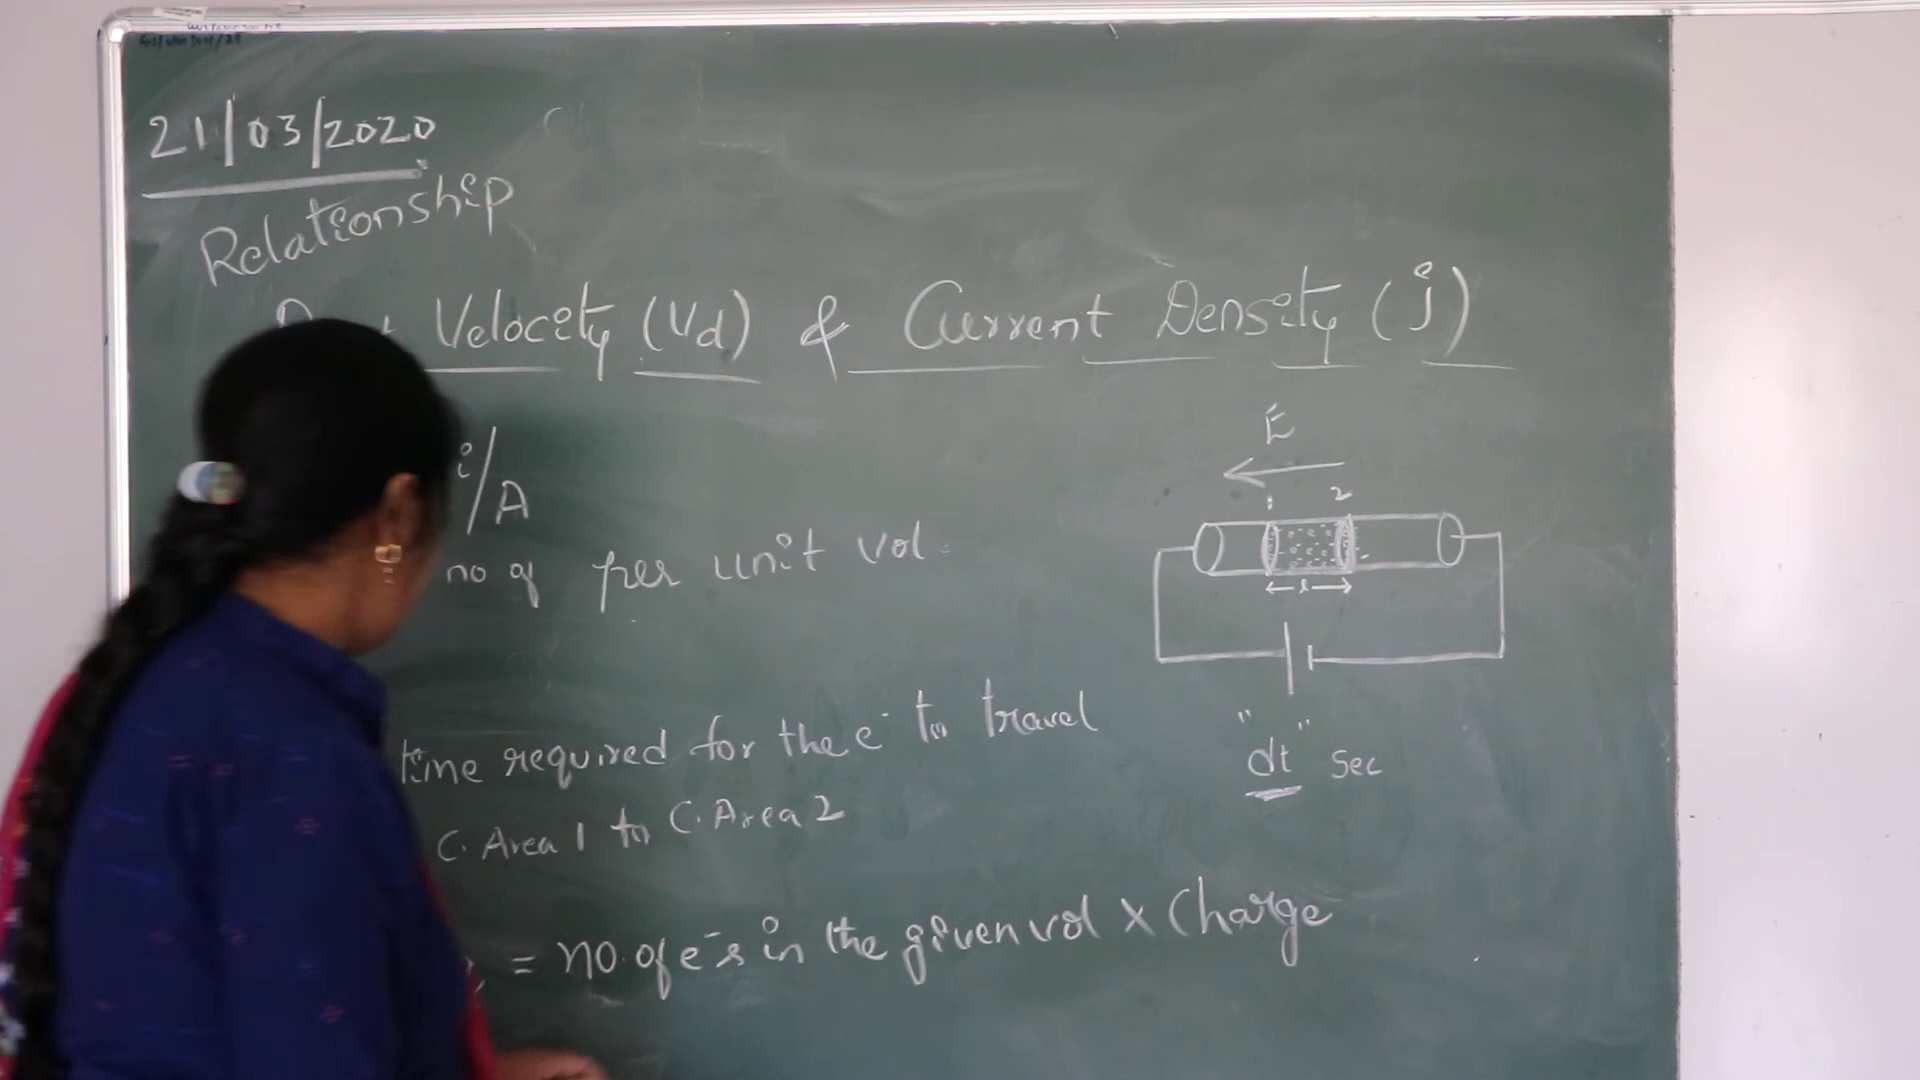 21/03/2020
Relationship
Velocity (Vd) & Current Density (j)
i/A
no of per unit vol.
E
1 2
l
time required for the e- to travel
"dt" Sec
C. Area 1 to C. Area 2
= no. of e-s in the given vol x Charge